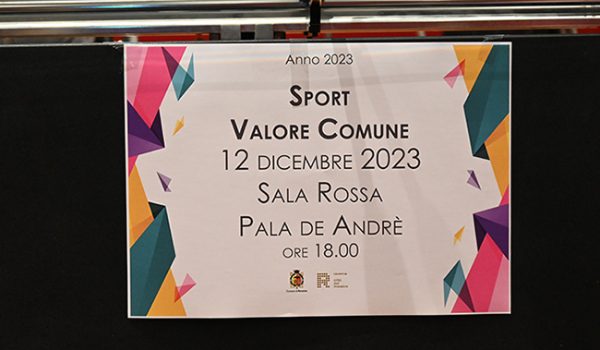 Anno 2023
SPORT
VALORE COMUNE
12 DICEMBRE 2023
SALA ROSSA
PALA DE ANDRÈ
ORE 18.00